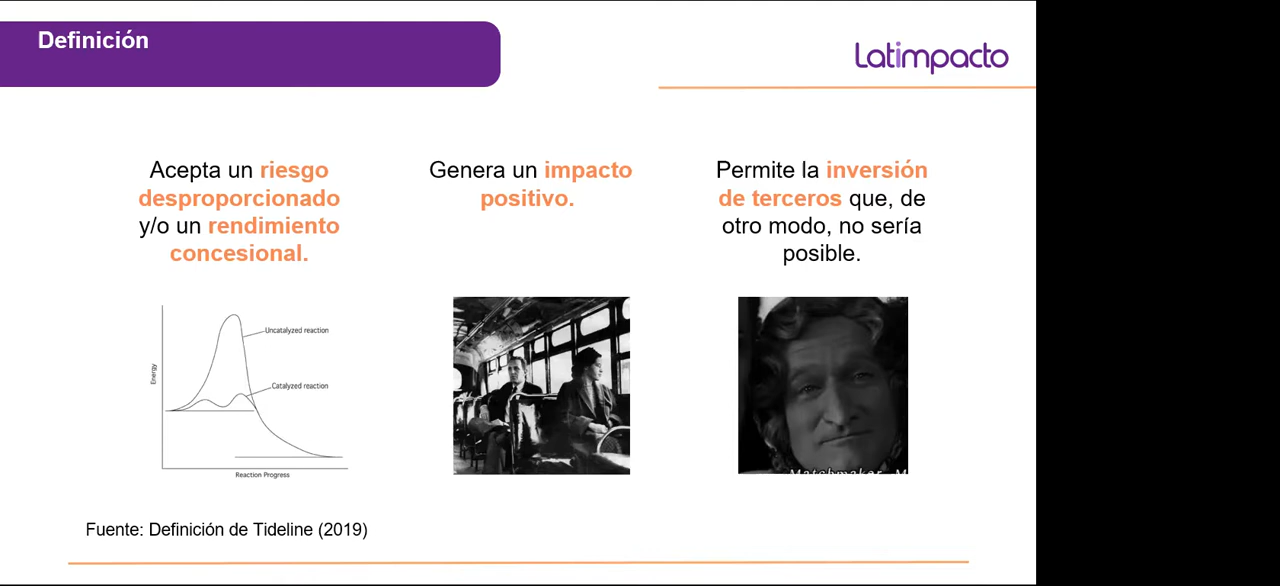 Definición
Latimpacto
Acepta un riesgo
desproporcionado
y/o un rendimiento
concesional.
Genera un impacto
positivo.
Permite la inversión
de terceros que, de
otro modo, no sería
posible.
Uncatalyzed reaction
Catalyzed reaction
Energy
Reaction Progress
Matchmaker, M
Fuente: Definición de Tideline (2019)